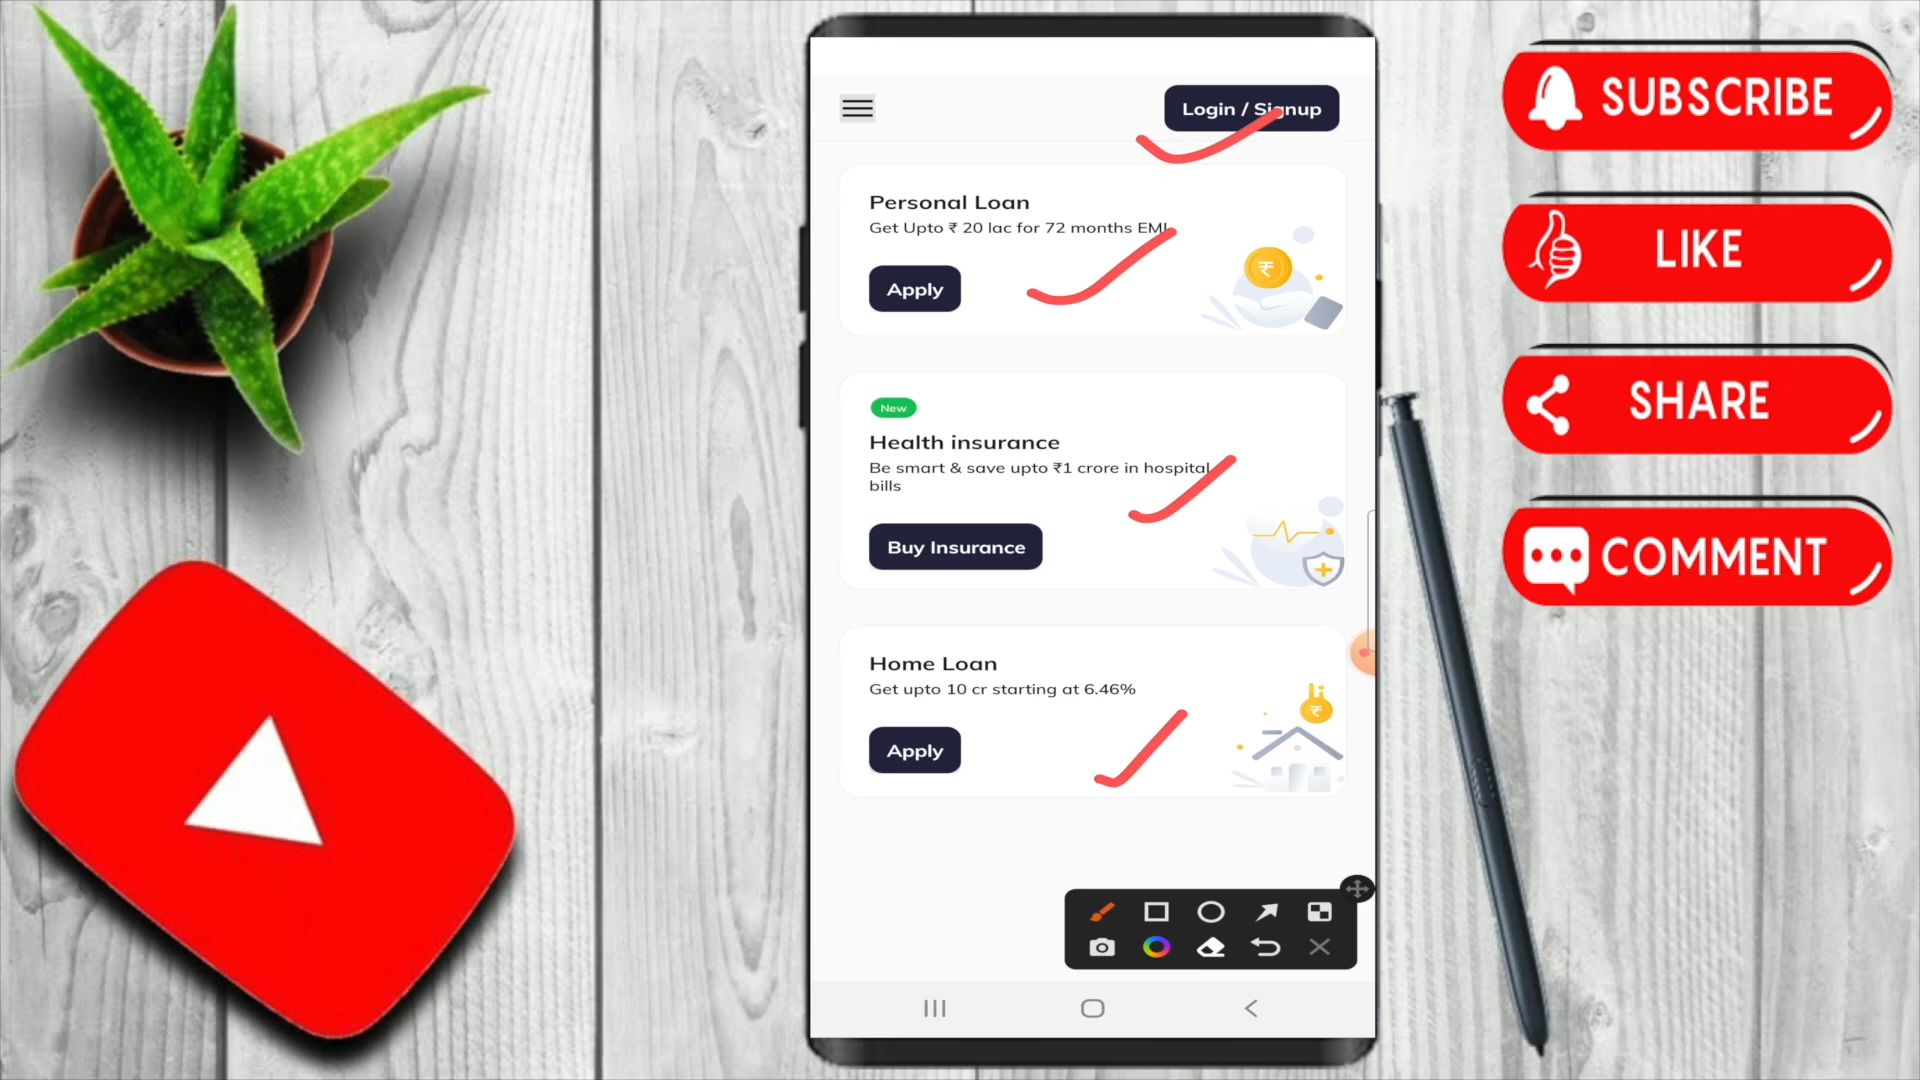 Login / Signup
Personal Loan
Get Upto ₹ 20 lac for 72 months EMI
Apply
New
Health insurance
Be smart & save upto ₹1 crore in hospital
bills
Buy Insurance
Home Loan
Get upto 10 cr starting at 6.46%
Apply
SUBSCRIBE
LIKE
SHARE
COMMENT